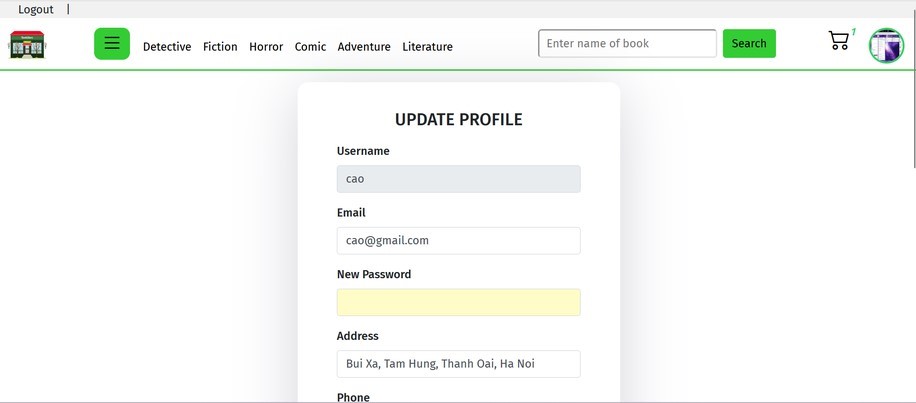 Logout |
Detective Fiction Horror Comic Adventure Literature Enter name of book Search 1
UPDATE PROFILE
Username
cao
Email
cao@gmail.com
New Password
Address
Bui Xa, Tam Hung, Thanh Oai, Ha Noi
Phone